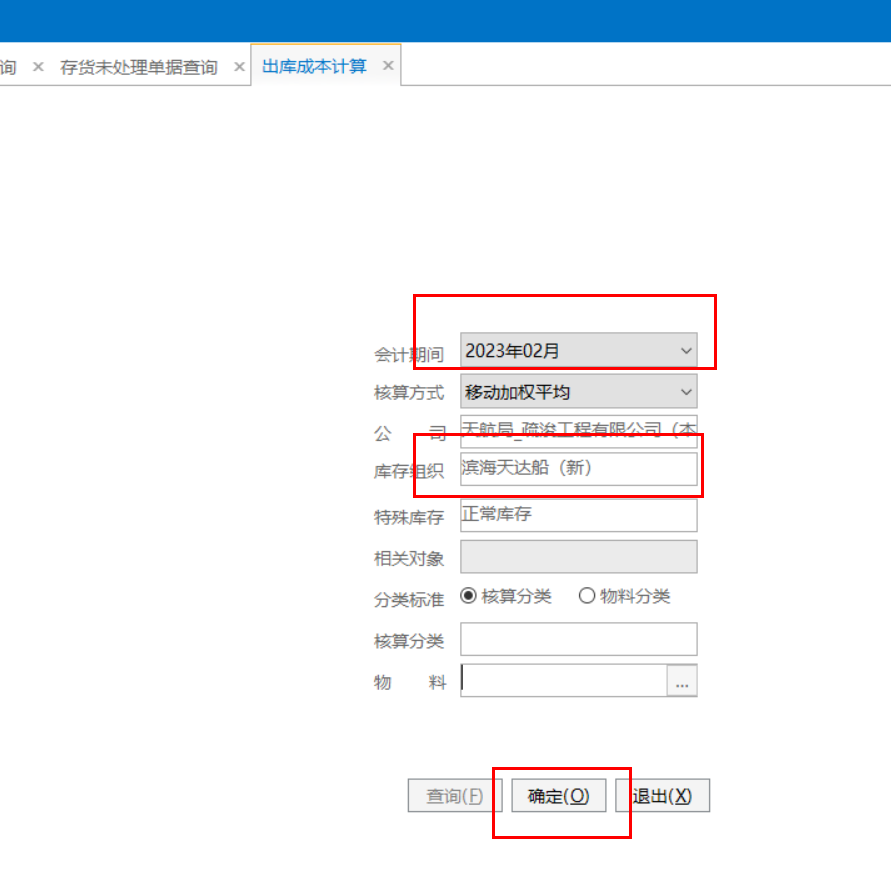 询 × 存货未处理单据查询 × 出库成本计算 ×
会计期间 2023年02月
核算方式 移动加权平均
公 司 天航局_疏浚工程有限公司（本
库存组织 滨海天达船（新）
特殊库存 正常库存
相关对象
分类标准 核算分类 物料分类
核算分类
物 料 ...
查询(F) 确定(O) 退出(X)